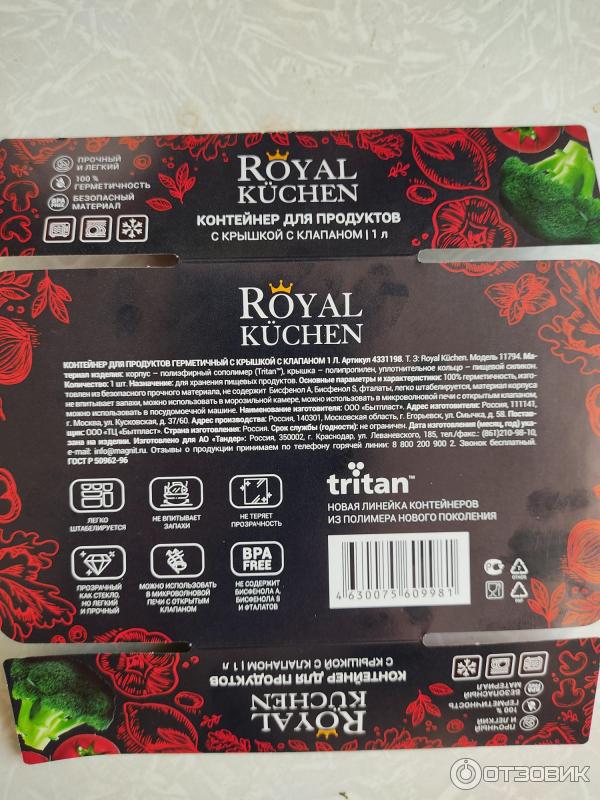 ПРОЧНЫЙ
И ЛЕГКИЙ
100 %
ГЕРМЕТИЧНОСТЬ
BPA FREE
БЕЗОПАСНЫЙ
МАТЕРИАЛ
ROYAL
KÜCHEN
КОНТЕЙНЕР ДЛЯ ПРОДУКТОВ
С КРЫШКОЙ С КЛАПАНОМ | 1 л
ROYAL
KÜCHEN
КОНТЕЙНЕР ДЛЯ ПРОДУКТОВ ГЕРМЕТИЧНЫЙ С КРЫШКОЙ С КЛАПАНОМ 1 Л. Артикул 4331198. Т. З: Royal Küchen. Модель 11794. Ма-
териал изделия: корпус – полиэфирный сополимер (Tritan™), крышка – полипропилен, уплотнительное кольцо – пищевой силикон.
Количество: 1 шт. Назначение: для хранения пищевых продуктов. Основные параметры и характеристики: 100% герметичность, изго-
товлен из безопасного прочного материала, не содержит Бисфенол А, Бисфенол S, фталаты, легко штабелируется, материал корпуса
не впитывает запахи, можно использовать в морозильной камере, можно использовать в микроволновой печи с открытым клапаном,
можно использовать в посудомоечной машине. Наименование изготовителя: ООО «Бытпласт». Адрес изготовителя: Россия, 111141,
г. Москва, ул. Кусковская, д. 37/60. Адрес производства: Россия, 140301, Московская область, г. Егорьевск, ул. Смычка, д. 58. Постав-
щик: ООО «ТЦ «Бытпласт». Страна изготовления: Россия. Срок службы (годности): не ограничен. Дата изготовления (месяц, год) ука-
зана на изделии. Изготовлено для АО «Тандер»: Россия, 350002, г. Краснодар, ул. Леваневского, 185, тел./факс.: (861)210-98-10,
e-mail: info@magnit.ru. Отзывы о продукции принимаем по телефону горячей линии: 8 800 200 900 2. Звонок бесплатный.
ГОСТ Р 50962-96
ЛЕГКО
ШТАБЕЛИРУЕТСЯ
НЕ ВПИТЫВАЕТ
ЗАПАХИ
НЕ ТЕРЯЕТ
ПРОЗРАЧНОСТЬ
tritan™
НОВАЯ ЛИНЕЙКА КОНТЕЙНЕРОВ
ИЗ ПОЛИМЕРА НОВОГО ПОКОЛЕНИЯ
ПРОЗРАЧНЫЙ
КАК СТЕКЛО,
НО ЛЕГКИЙ
И ПРОЧНЫЙ
МОЖНО ИСПОЛЬЗОВАТЬ
В МИКРОВОЛНОВОЙ
ПЕЧИ С ОТКРЫТЫМ
КЛАПАНОМ
BPA
FREE
НЕ СОДЕРЖИТ
БИСФЕНОЛА А,
БИСФЕНОЛА S
И ФТАЛАТОВ
4 630075 609981
ROYAL
KÜCHEN
КОНТЕЙНЕР ДЛЯ ПРОДУКТОВ
С КРЫШКОЙ С КЛАПАНОМ | 1 л
ПРОЧНЫЙ
И ЛЕГКИЙ
100 %
ГЕРМЕТИЧНОСТЬ
БЕЗОПАСНЫЙ
МАТЕРИАЛ
ОТЗОВИК